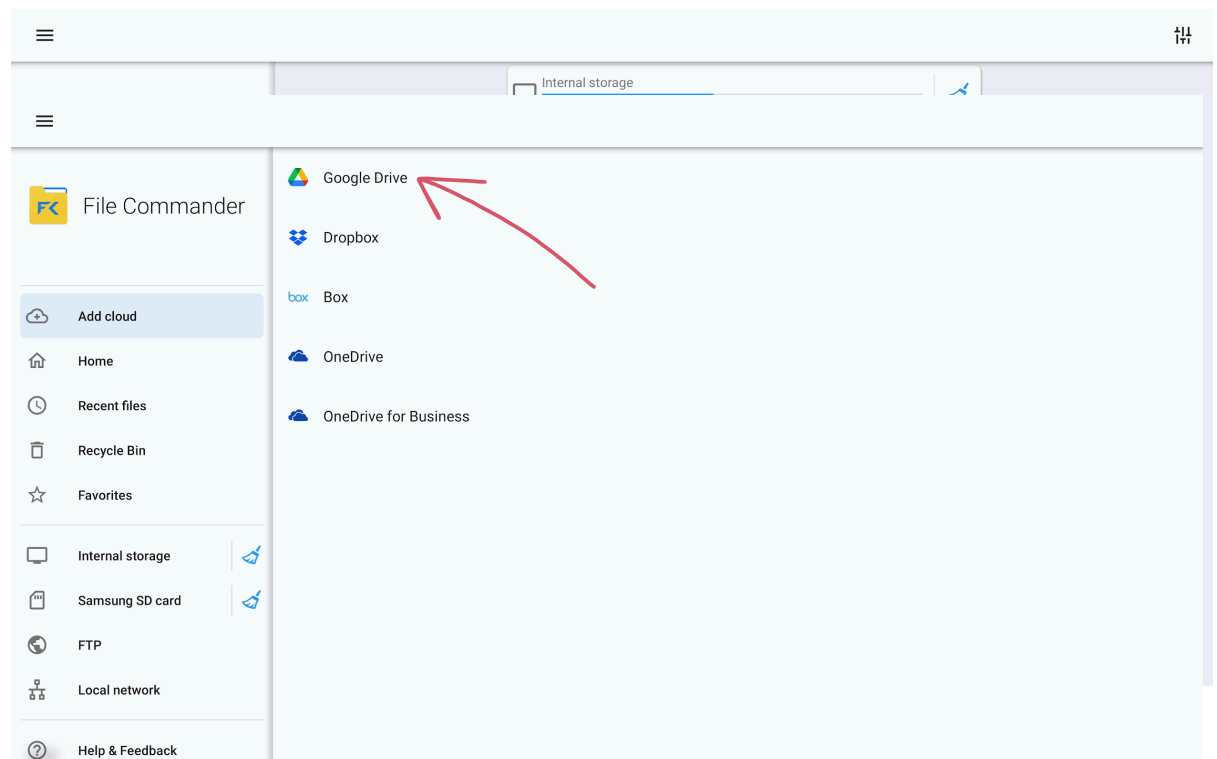 Internal storage
File Commander
Add cloud
Home
Recent files
Recycle Bin
Favorites
Internal storage
Samsung SD card
FTP
Local network
Help & Feedback
Google Drive
Dropbox
box Box
OneDrive
OneDrive for Business